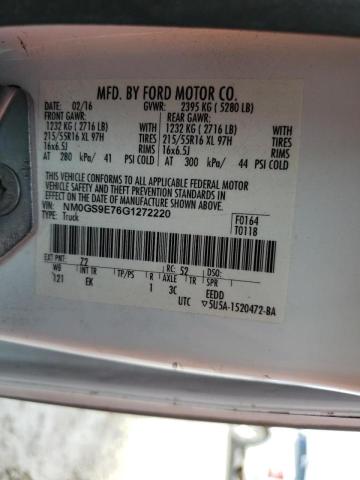 MFD. BY FORD MOTOR CO.
02/16 GVWR: 2395 KG ( 5280 LB)
FRONT GAWR: REAR GAWR:
1232 KG ( 2716 LB) WITH 1232 KG ( 2716 LB) WITH
215/55R16 XL 97H TIRES 215/55R16 XL 97H TIRES
16x6.5J RIMS 16x6.5J RIMS
AT 280 kPa/ 41 PSI COLD AT 300 kPa/ 44 PSI COLD
THIS VEHICLE CONFORMS TO ALL APPLICABLE FEDERAL MOTOR
VEHICLE SAFETY AND THEFT PREVENTION STANDARDS IN EFFECT
ON THE DATE OF MANUFACTURE SHOWN ABOVE.
VIN: NM0GS9E76G1272220 F0164
TYPE: Truck T0118
EXT PNT: Z2 RC: 52 DSO:
WB INT TR TP/PS R AXLE TR SPR
121 EK 1 3C EEDD
UTC ▽5U5A-1520472-BA